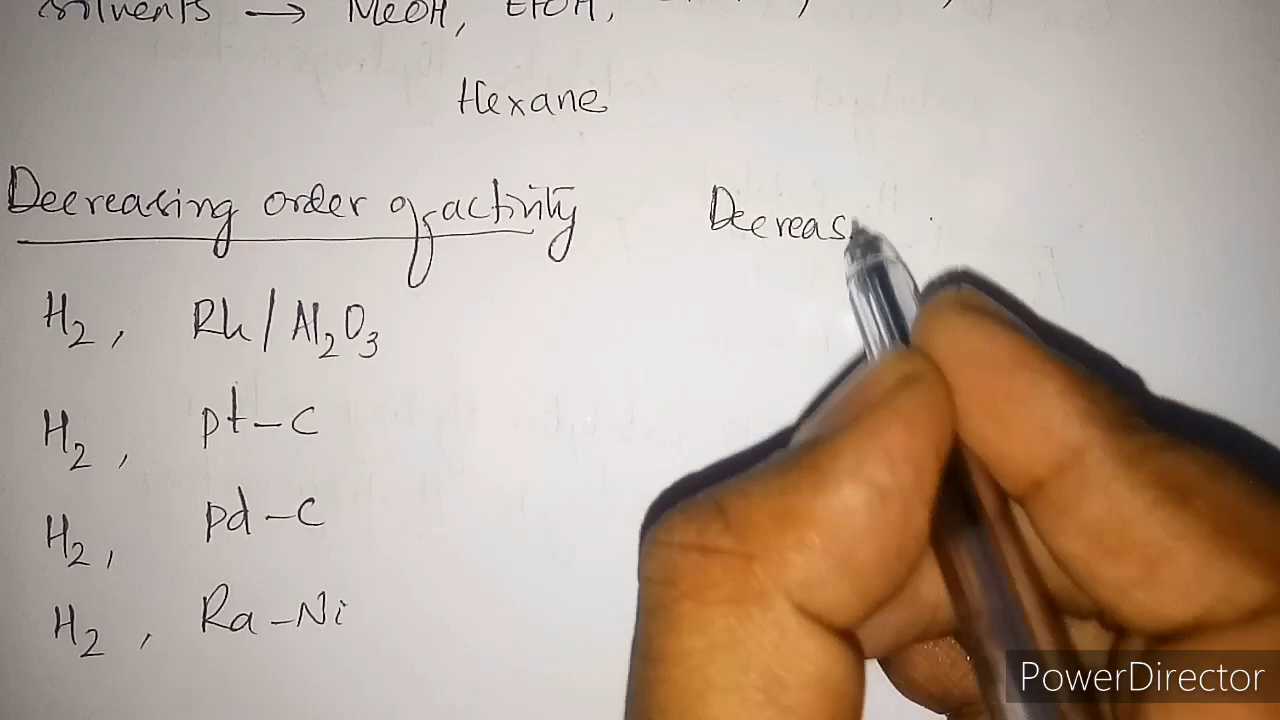 solvents → MeOH, EtOH,
Hexane
Decreasing order of activity
H2, Rh/Al2O3
H2, pt-c
H2, pd-c
H2, Ra-Ni
Decreas
PowerDirector